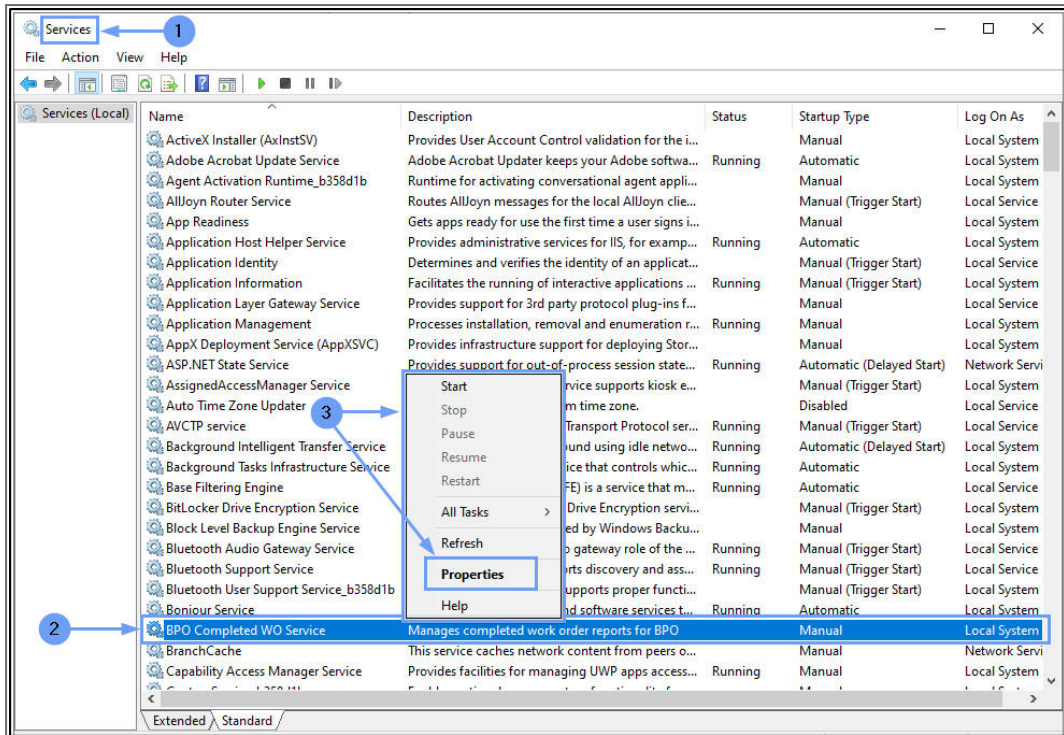 Services
1
File Action View Help
Services (Local)
Name Description Status Startup Type Log On As
ActiveX Installer (AxInstSV) Provides User Account Control validation for the i... Manual Local System
Adobe Acrobat Update Service Adobe Acrobat Updater keeps your Adobe softwa... Running Automatic Local System
Agent Activation Runtime_b358d1b Runtime for activating conversational agent appli... Manual Local System
AllJoyn Router Service Routes AllJoyn messages for the local AllJoyn clie... Manual (Trigger Start) Local Service
App Readiness Gets apps ready for use the first time a user signs i... Manual Local System
Application Host Helper Service Provides administrative services for IIS, for examp... Running Automatic Local System
Application Identity Determines and verifies the identity of an applicat... Manual (Trigger Start) Local Service
Application Information Facilitates the running of interactive applications ... Running Manual (Trigger Start) Local System
Application Layer Gateway Service Provides support for 3rd party protocol plug-ins f... Manual Local Service
Application Management Processes installation, removal and enumeration r... Running Manual Local System
AppX Deployment Service (AppXSVC) Provides infrastructure support for deploying Stor... Manual Local System
ASP.NET State Service Provides support for out-of-process session state... Running Automatic (Delayed Start) Network Servi
AssignedAccessManager Service Start rvice supports kiosk e... Manual (Trigger Start) Local System
Auto Time Zone Updater 3 Stop m time zone. Disabled Local Service
AVCTP service Pause Transport Protocol ser... Running Manual (Trigger Start) Local Service
Background Intelligent Transfer Service Resume und using idle netwo... Running Automatic (Delayed Start) Local System
Background Tasks Infrastructure Service ice that controls whic... Running Automatic Local System
Base Filtering Engine Restart FE) is a service that m... Running Automatic Local Service
BitLocker Drive Encryption Service All Tasks Drive Encryption servi... Manual (Trigger Start) Local System
Block Level Backup Engine Service ed by Windows Backu... Manual Local System
Bluetooth Audio Gateway Service Refresh o gateway role of the ... Running Manual (Trigger Start) Local Service
Bluetooth Support Service Properties rts discovery and ass... Running Manual (Trigger Start) Local Service
Bluetooth User Support Service_b358d1b upports proper functi... Manual (Trigger Start) Local System
Bonjour Service Help nd software services t... Running Automatic Local System
2 BPO Completed WO Service Manages completed work order reports for BPO Manual Local System
BranchCache This service caches network content from peers o... Manual Network Servi
Capability Access Manager Service Provides facilities for managing UWP apps access... Running Manual Local System
Extended Standard